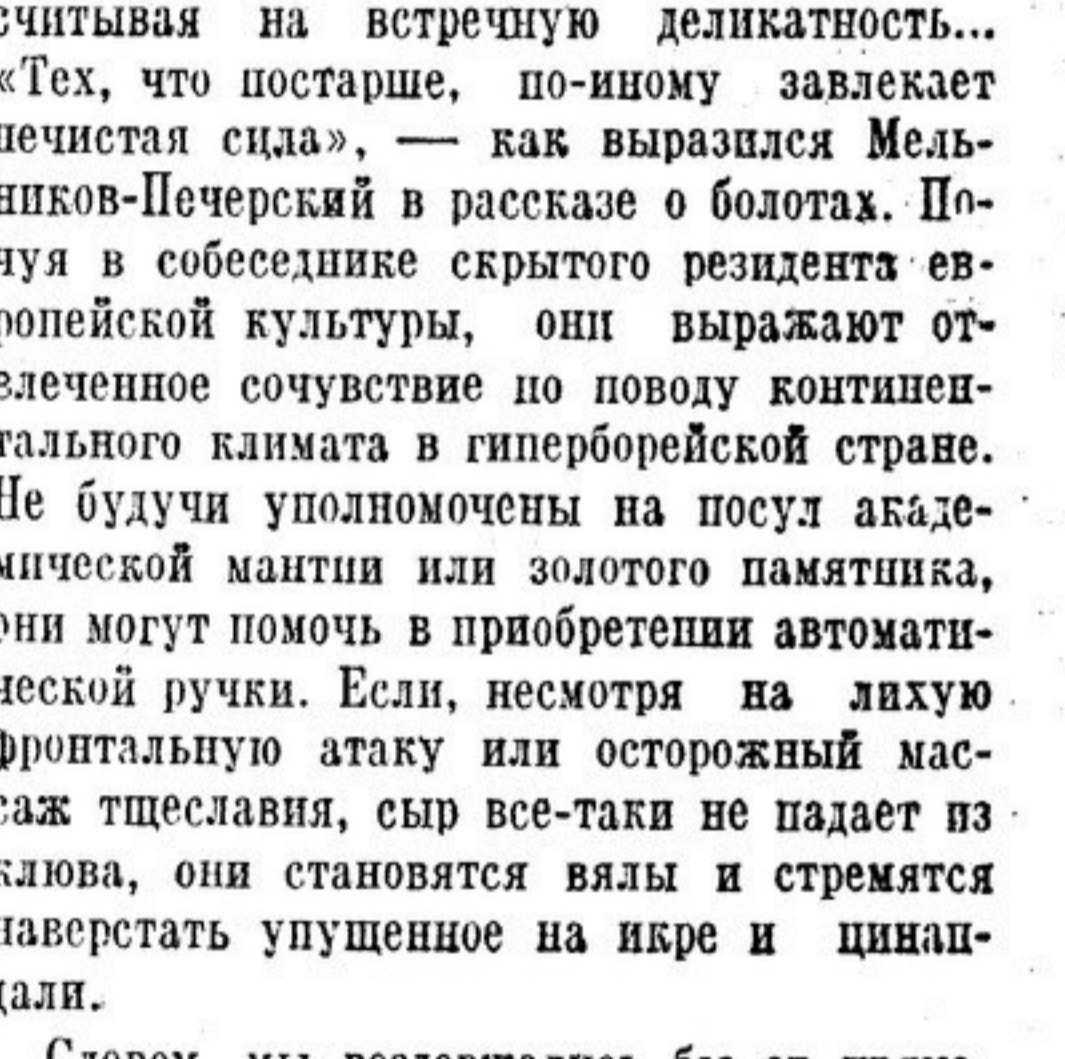 считывая на встречную деликатность...
«Тех, что постарше, по-иному завлекает
нечистая сила», — как выразился Мель-
ников-Печерский в рассказе о болотах. По-
чуя в собеседнике скрытого резидента ев-
ропейской культуры, они выражают от-
влеченное сочувствие по поводу континен-
тального климата в гиперборейской стране.
Не будучи уполномочены на посул акаде-
мической мантии или золотого памятника,
они могут помочь в приобретении автомати-
ческой ручки. Если, несмотря на лихую
фронтальную атаку или осторожный мас-
саж тщеславия, сыр все-таки не падает из
клюва, они становятся вялы и стремятся
наверстать упущенное на икре и цинан-
дали.
Словом, мы